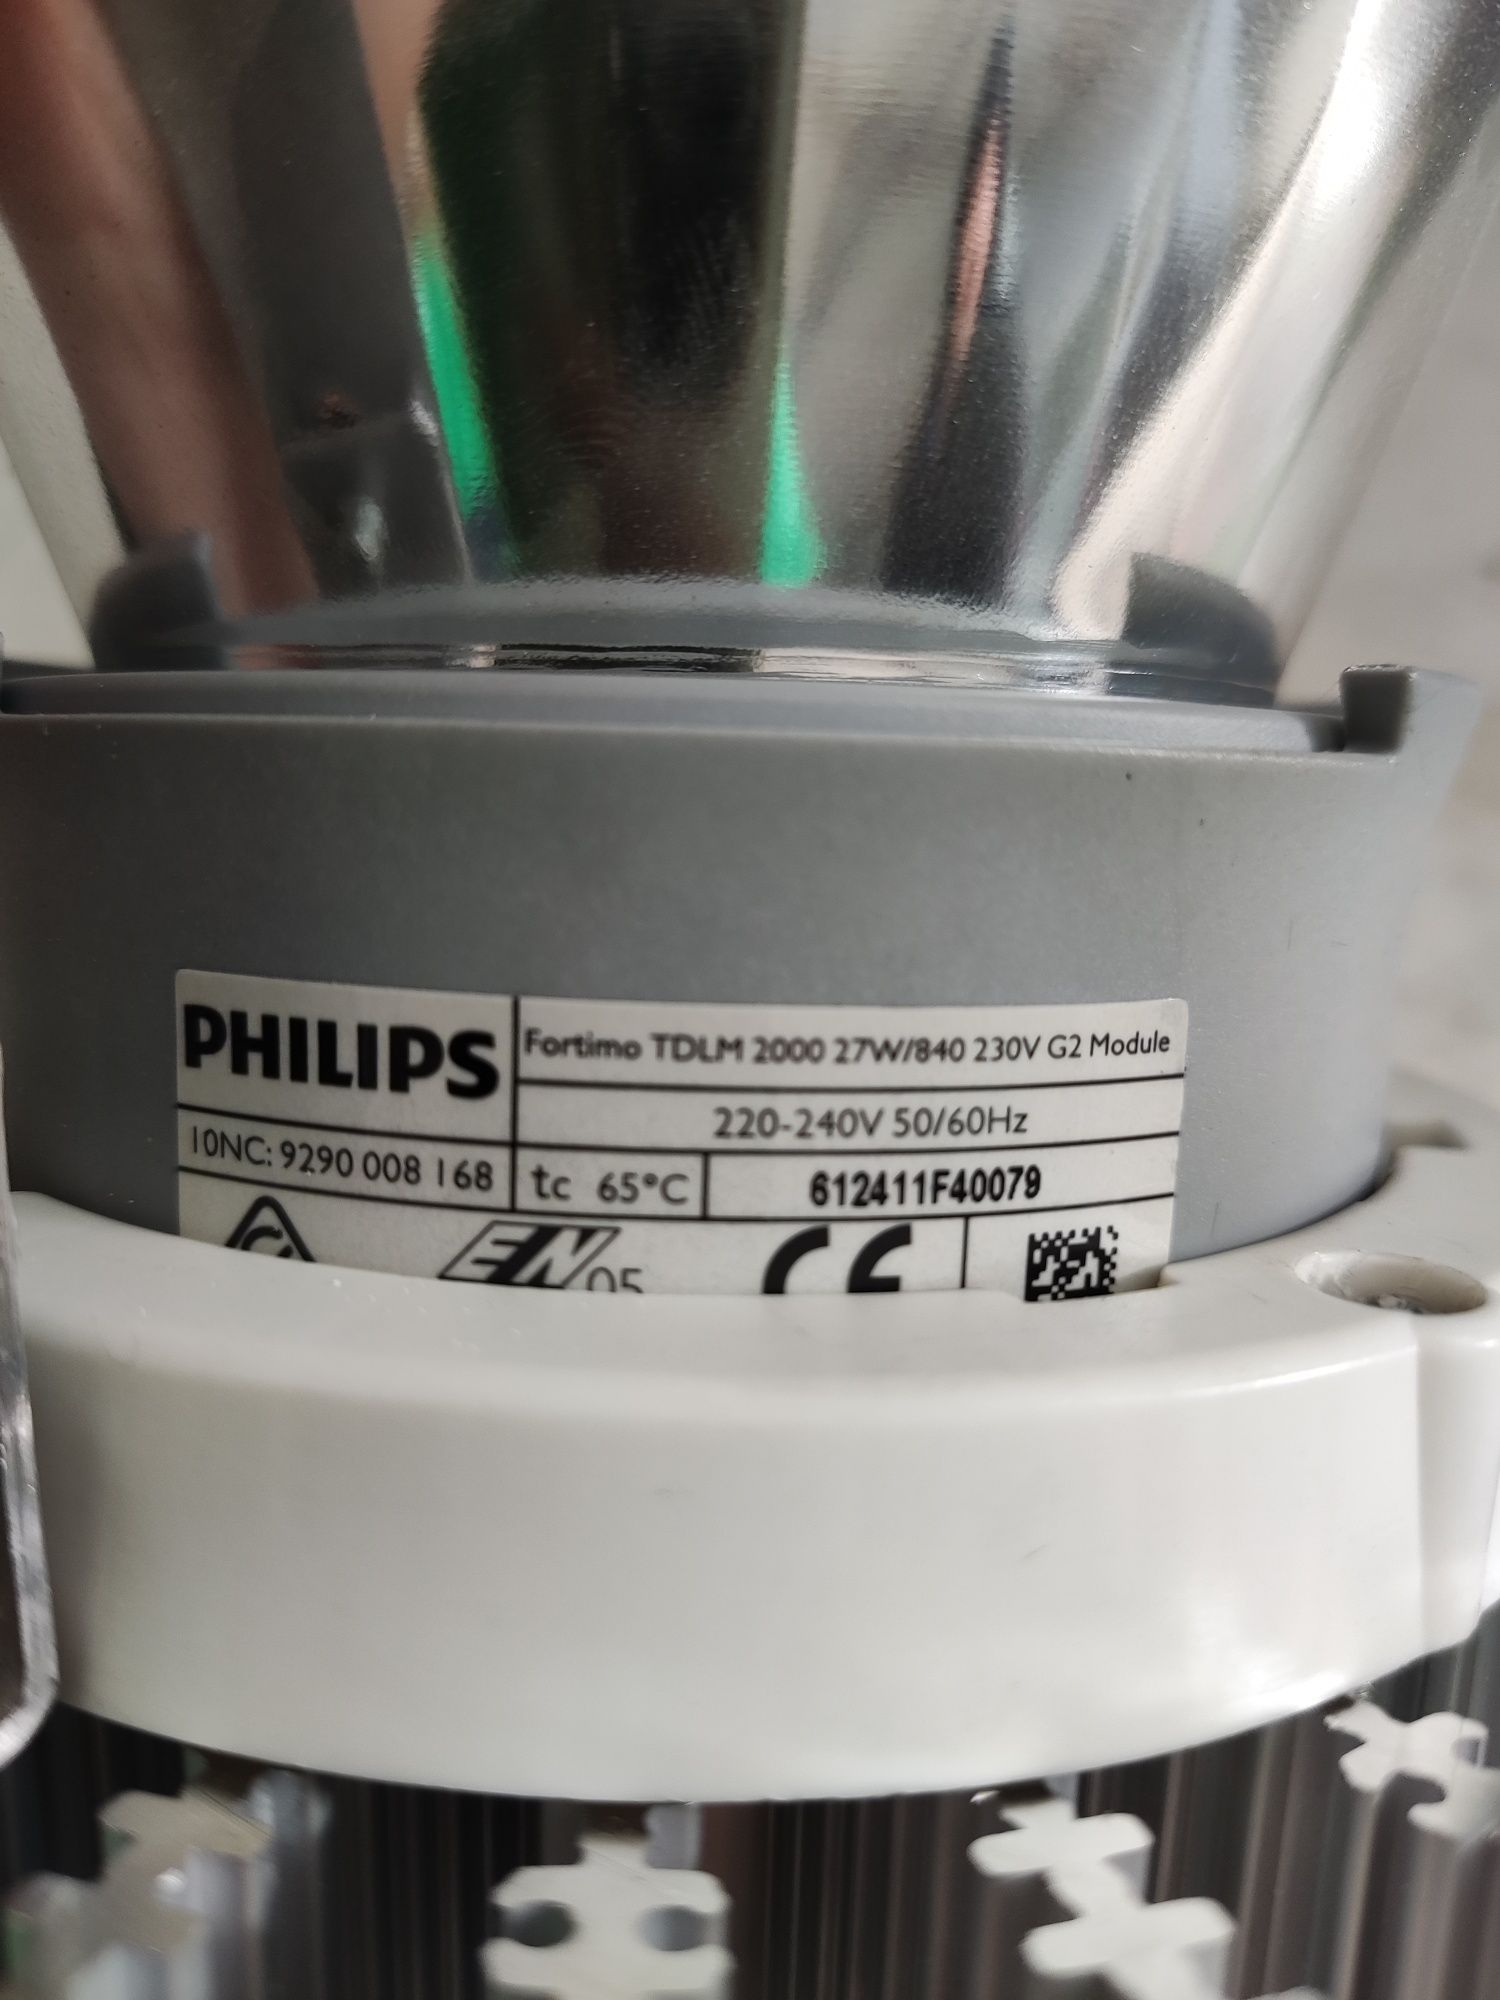 PHILIPS
Fortimo TDLM 2000 27W/840 230V G2 Module
220-240V 50/60Hz
10NC: 9290 008 168
tc 65°C
612411F40079
EN 05
CE